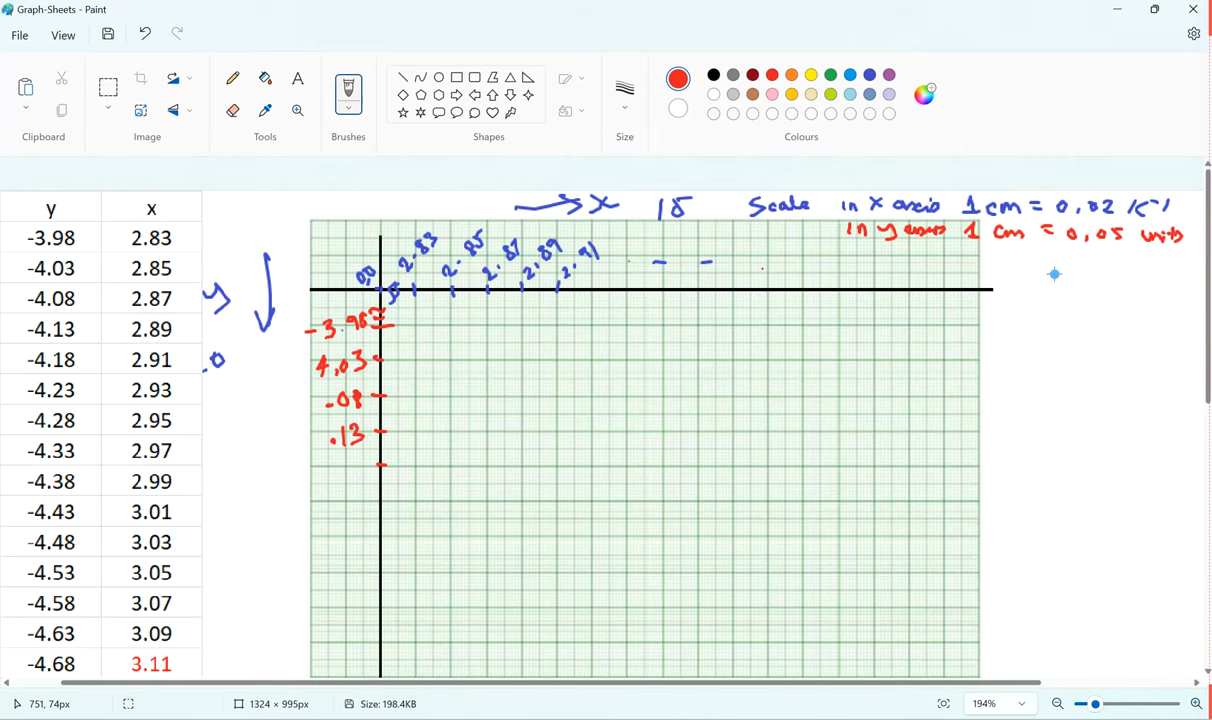 Graph-Sheets - Paint
File View
Clipboard Image Tools Brushes Shapes Size Colours
y x
-3.98 2.83
-4.03 2.85
-4.08 2.87
-4.13 2.89
-4.18 2.91
-4.23 2.93
-4.28 2.95
-4.33 2.97
-4.38 2.99
-4.43 3.01
-4.48 3.03
-4.53 3.05
-4.58 3.07
-4.63 3.09
-4.68 3.11
y
.0
x 15 Scale in x axis 1 cm = 0.02 K-1
in y axis 1 cm = 0.05 units
0,0 2.83 2.85 2.87 2.89 2.91 - -
-3.98
4.03
.08
.13
751, 74px 1324 × 995px Size: 198.4KB 194%